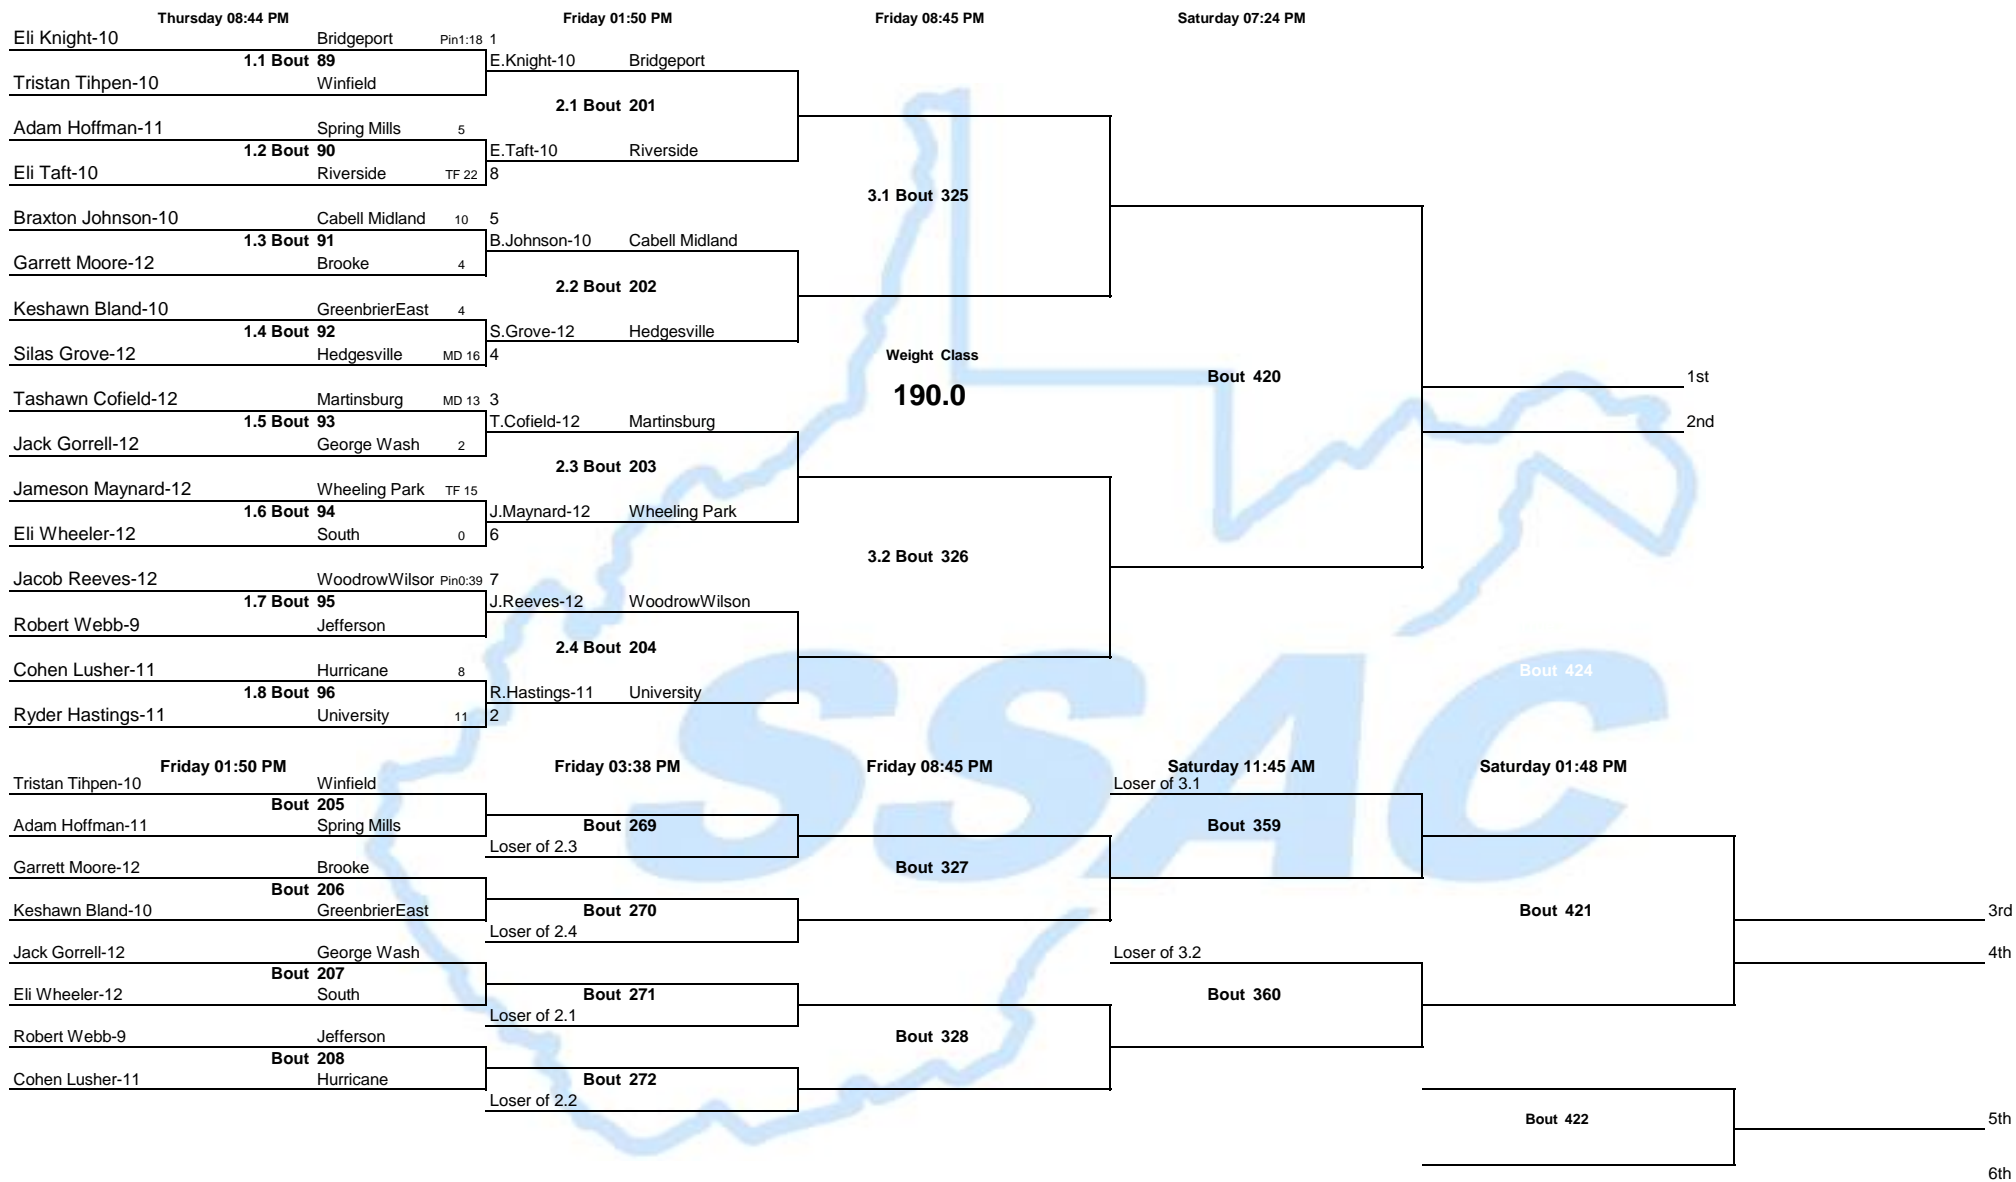 Thursday 08:44 PM Friday 01:50 PM Friday 08:45 PM Saturday 07:24 PM
Eli Knight-10 Bridgeport Pin1:18 1
1.1 Bout 89 E.Knight-10 Bridgeport
Tristan Tihpen-10 Winfield
2.1 Bout 201
Adam Hoffman-11 Spring Mills 5
1.2 Bout 90 E.Taft-10 Riverside
Eli Taft-10 Riverside TF 22 8
3.1 Bout 325
Braxton Johnson-10 Cabell Midland 10 5
1.3 Bout 91 B.Johnson-10 Cabell Midland
Garrett Moore-12 Brooke 4
2.2 Bout 202
Keshawn Bland-10 GreenbrierEast 4
1.4 Bout 92 S.Grove-12 Hedgesville
Silas Grove-12 Hedgesville MD 16 4 Weight Class
Bout 420 1st
Tashawn Cofield-12 Martinsburg MD 13 3 190.0
1.5 Bout 93 T.Cofield-12 Martinsburg 2nd
Jack Gorrell-12 George Wash 2
2.3 Bout 203
Jameson Maynard-12 Wheeling Park TF 15
1.6 Bout 94 J.Maynard-12 Wheeling Park
Eli Wheeler-12 South 0 6
3.2 Bout 326
Jacob Reeves-12 WoodrowWilsor Pin0:39 7
1.7 Bout 95 J.Reeves-12 WoodrowWilson
Robert Webb-9 Jefferson
2.4 Bout 204
Cohen Lusher-11 Hurricane 8 Bout 424
1.8 Bout 96 R.Hastings-11 University
Ryder Hastings-11 University 11 2
SSAC
Friday 01:50 PM Friday 03:38 PM Friday 08:45 PM Saturday 11:45 AM Saturday 01:48 PM
Tristan Tihpen-10 Winfield Loser of 3.1
Bout 205
Adam Hoffman-11 Spring Mills Bout 269 Bout 359
Loser of 2.3
Garrett Moore-12 Brooke Bout 327
Bout 206
Keshawn Bland-10 GreenbrierEast Bout 270 Bout 421 3rd
Loser of 2.4
Jack Gorrell-12 George Wash Loser of 3.2 4th
Bout 207
Eli Wheeler-12 South Bout 271 Bout 360
Loser of 2.1
Robert Webb-9 Jefferson Bout 328
Bout 208
Cohen Lusher-11 Hurricane Bout 272
Loser of 2.2
Bout 422 5th
6th